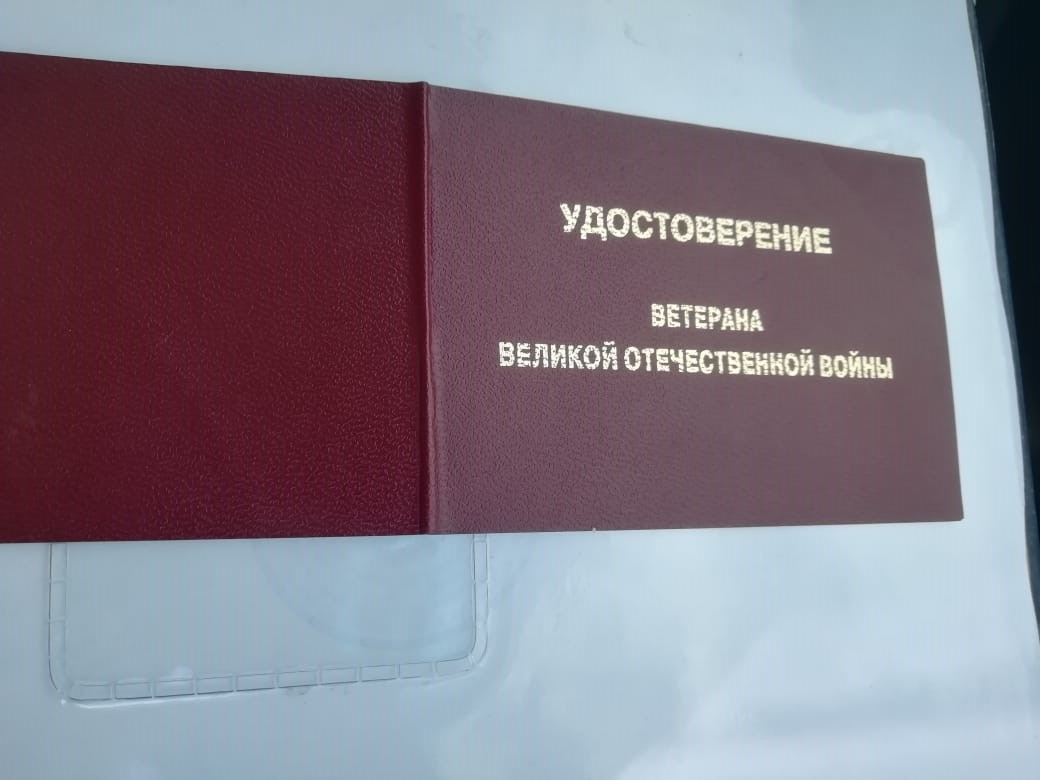 УДОСТОВЕРЕНИЕ
ВЕТЕРАНА
ВЕЛИКОЙ ОТЕЧЕСТВЕННОЙ ВОЙНЫ